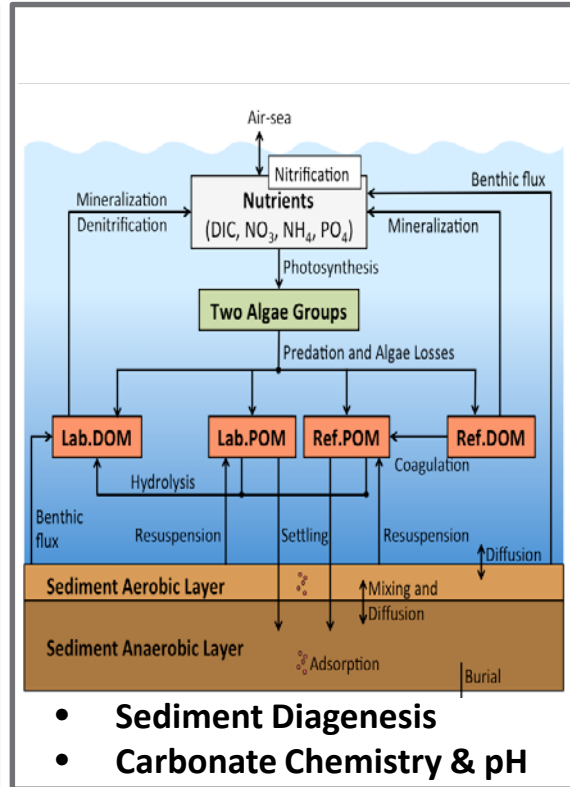 Air-sea
Nitrification
Benthic flux
Mineralization
Denitrification
Nutrients
(DIC, NO₃, NH₄, PO₄)
Mineralization
Photosynthesis
Two Algae Groups
Predation and Algae Losses
Lab.DOM
Lab.POM
Ref.POM
Ref.DOM
Coagulation
Hydrolysis
Benthic
flux
Resuspension
Settling
Resuspension
Diffusion
Sediment Aerobic Layer
Mixing and
Diffusion
Sediment Anaerobic Layer
Adsorption
Burial
• Sediment Diagenesis
• Carbonate Chemistry & pH